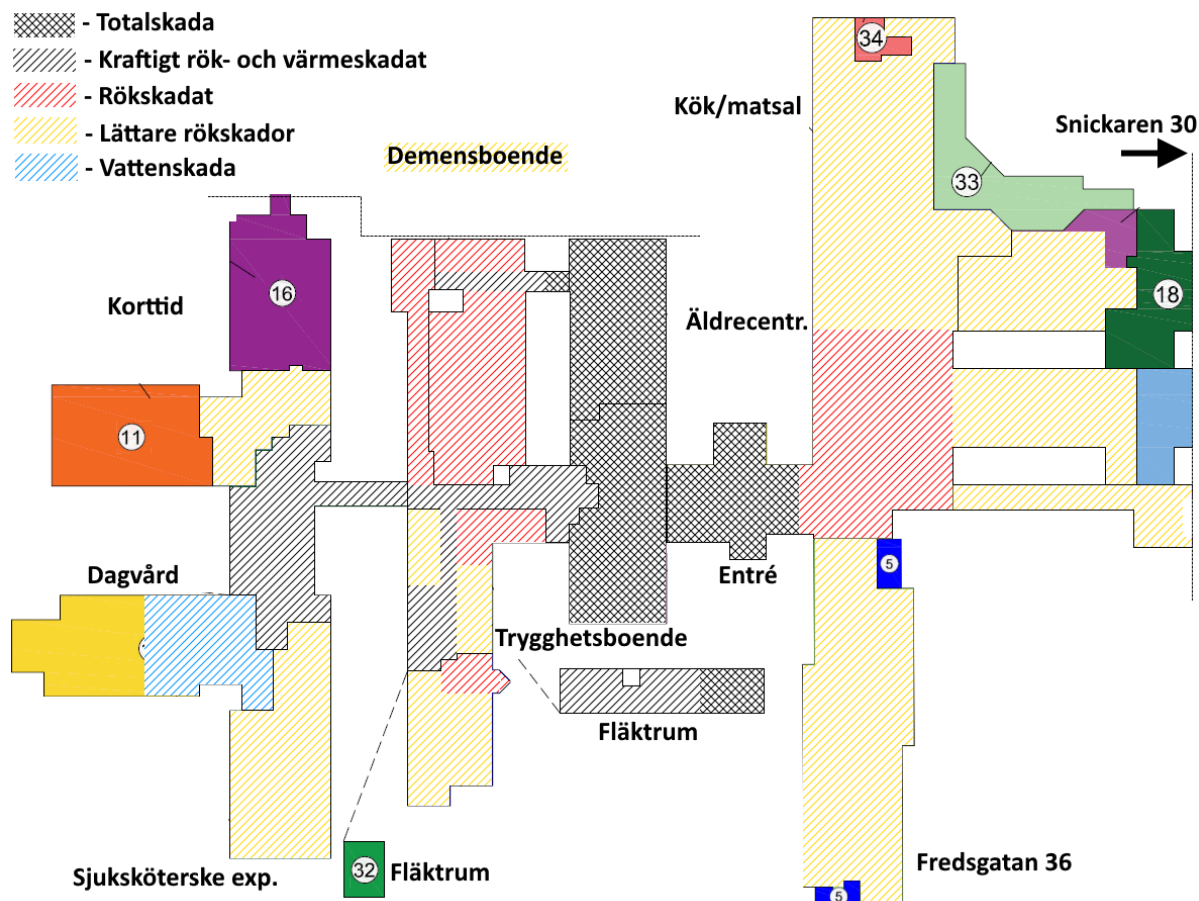 - Totalskada
- Kraftigt rök- och värmeskadat
- Rökskadat
- Lättare rökskador
- Vattenskada
34
Kök/matsal
Snickaren 30
Demensboende
33
Korttid
16
18
Äldrecentr.
11
Dagvård
Entré
5
Trygghetsboende
Fläktrum
32
Fläktrum
Sjuksköterske exp.
Fredsgatan 36
5